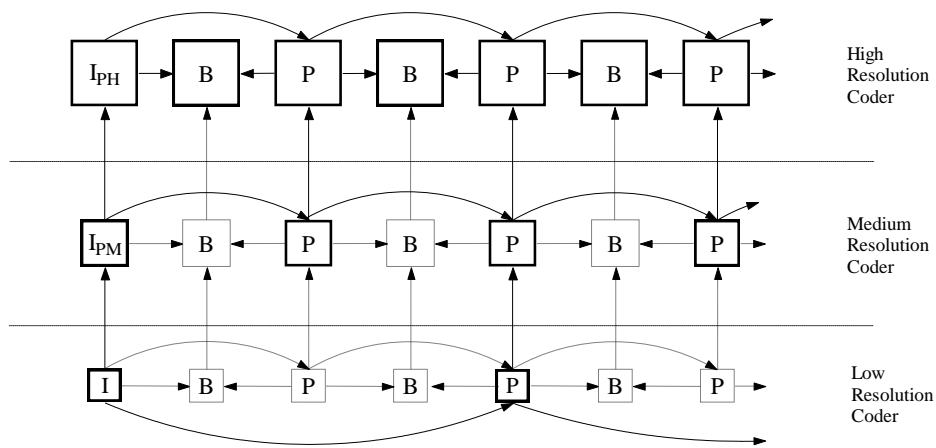 I_PH B P B P B P
High
Resolution
Coder
I_PM B P B P B P
Medium
Resolution
Coder
I B P B P B P
Low
Resolution
Coder